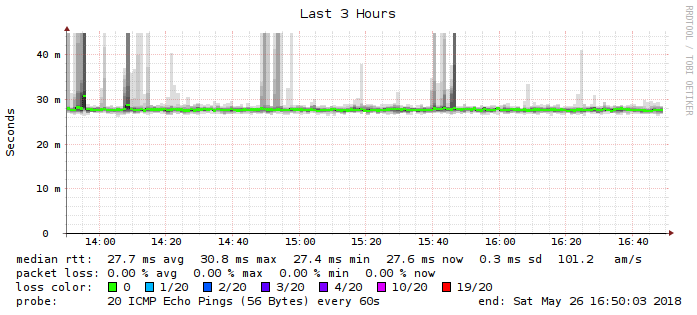 Last 3 Hours
RRDTOOL / TOBI OETIKER
Seconds
40 m
30 m
20 m
10 m
0
14:00 14:20 14:40 15:00 15:20 15:40 16:00 16:20 16:40
median rtt: 27.7 ms avg 30.8 ms max 27.4 ms min 27.6 ms now 0.3 ms sd 101.2 am/s
packet loss: 0.00 % avg 0.00 % max 0.00 % min 0.00 % now
loss color: 0 1/20 2/20 3/20 4/20 10/20 19/20
probe: 20 ICMP Echo Pings (56 Bytes) every 60s end: Sat May 26 16:50:03 2018